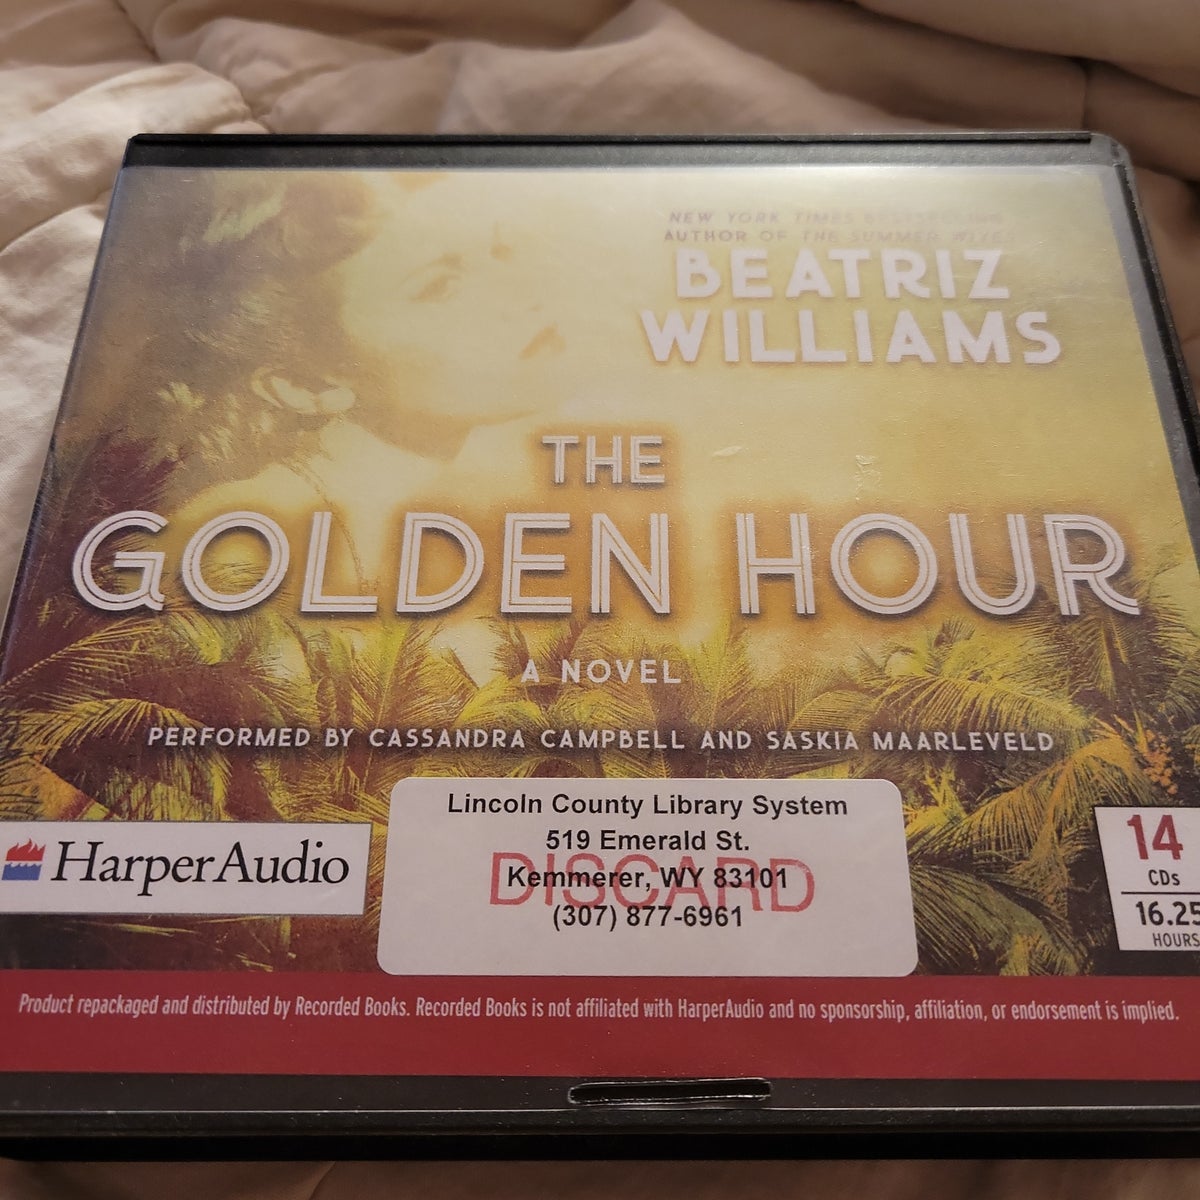 NEW YORK TIMES BESTSELLING
AUTHOR OF THE SUMMER WIVES
BEATRIZ
WILLIAMS
THE
GOLDEN HOUR
A NOVEL
PERFORMED BY CASSANDRA CAMPBELL AND SASKIA MAARLEVELD
HarperAudio
Lincoln County Library System
519 Emerald St.
Kemmerer, WY 83101
DISCARD
(307) 877-6961
14
CDs
16.25
HOURS
Product repackaged and distributed by Recorded Books. Recorded Books is not affiliated with HarperAudio and no sponsorship, affiliation, or endorsement is implied.